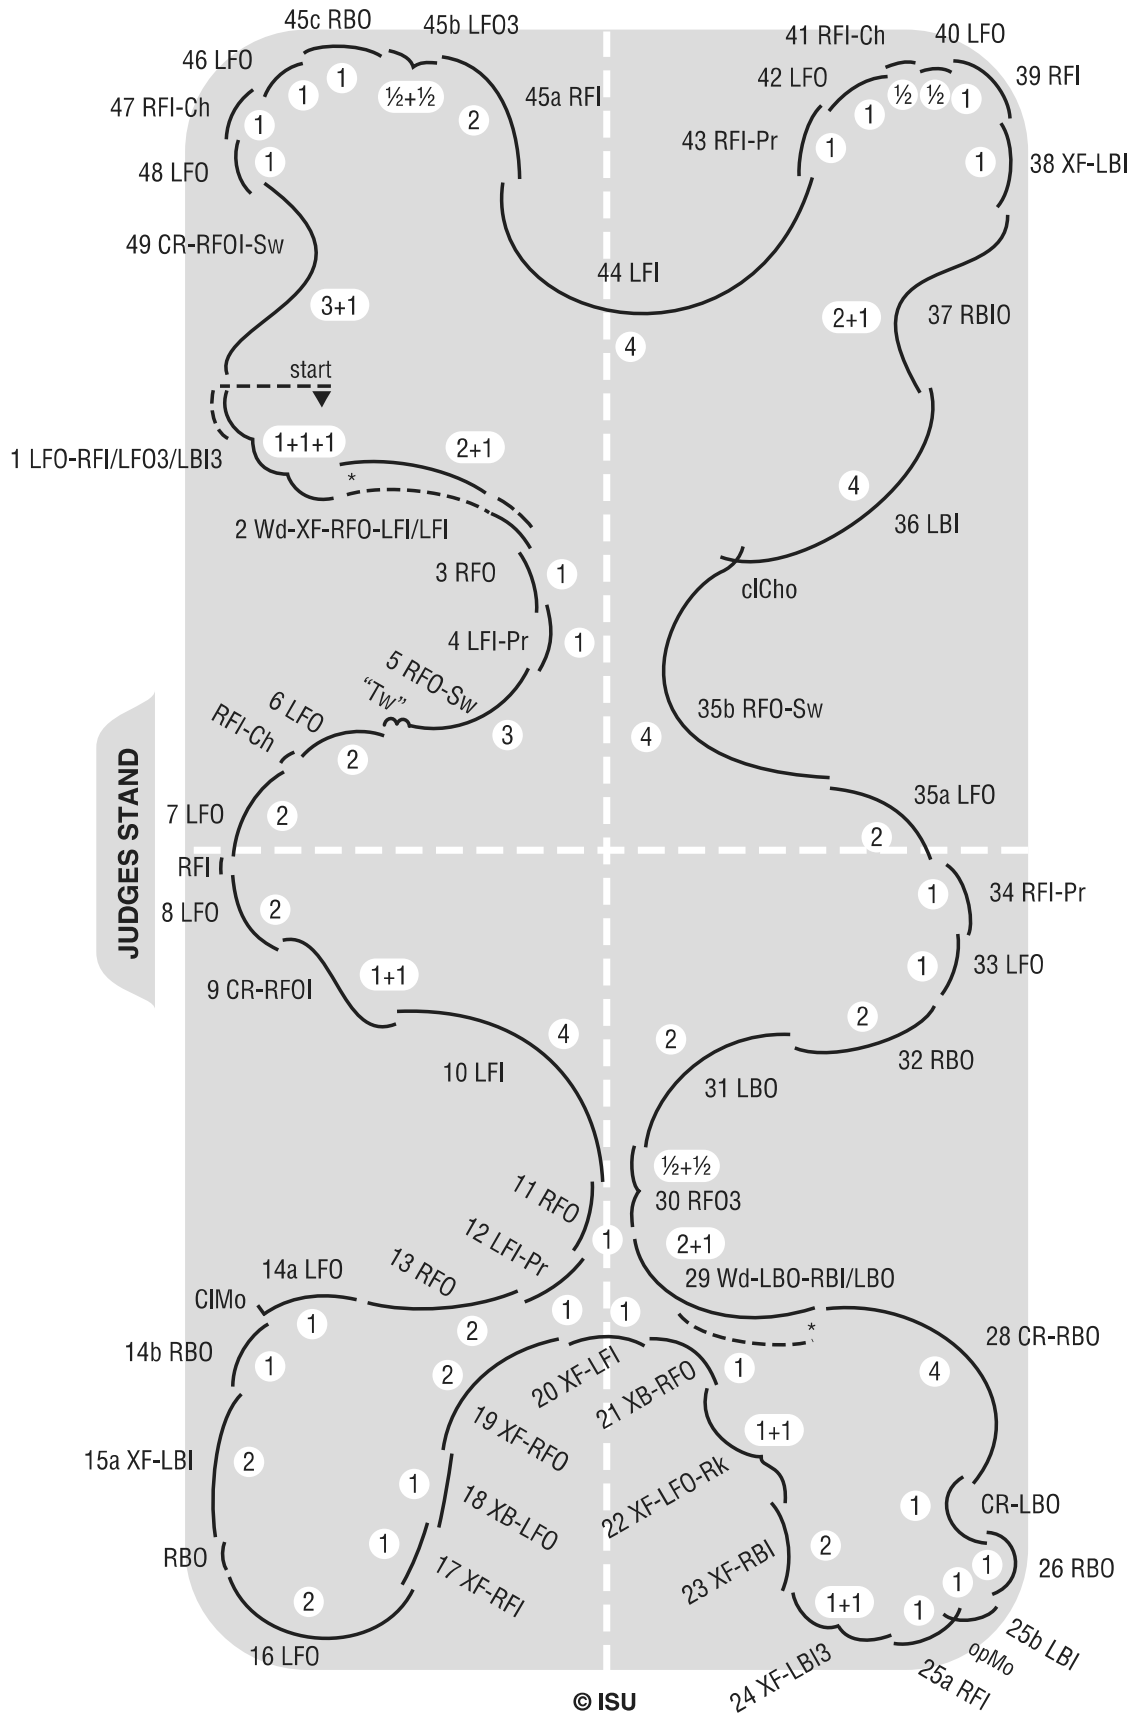 45c RBO
45b LFO3
46 LFO
47 RFI-Ch
48 LFO
45a RFI
1
1
½+½
2
1
1
41 RFI-Ch
40 LFO
42 LFO
39 RFI
43 RFI-Pr
38 XF-LBI
½
½
1
1
1
1
49 CR-RFOI-Sw
3+1
44 LFI
4
2+1
37 RBIO
start
1+1+1
2+1
1 LFO-RFI/LFO3/LBI3
*
2 Wd-XF-RFO-LFI/LFI
4
36 LBI
3 RFO
1
clCho
4 LFI-Pr
1
5 RFO-Sw
"Tw"
6 LFO
RFI-Ch
3
2
35b RFO-Sw
4
JUDGES STAND
7 LFO
2
35a LFO
2
RFI
8 LFO
2
34 RFI-Pr
1
33 LFO
1
9 CR-RFOI
1+1
10 LFI
4
2
2
32 RBO
31 LBO
½+½
30 RFO3
11 RFO
12 LFI-Pr
1
2+1
29 Wd-LBO-RBI/LBO
*
13 RFO
14a LFO
ClMo
1
2
1
1
14b RBO
1
2
20 XF-LFI
21 XB-RFO
1
28 CR-RBO
4
19 XF-RFO
15a XF-LBI
2
1
18 XB-LFO
22 XF-LFO-Rk
1+1
CR-LBO
1
RBO
1
17 XF-RFI
23 XF-RBI
2
1
26 RBO
1
2
16 LFO
1+1
1
24 XF-LBI3
25a RFI
opMo
25b LBI
© ISU